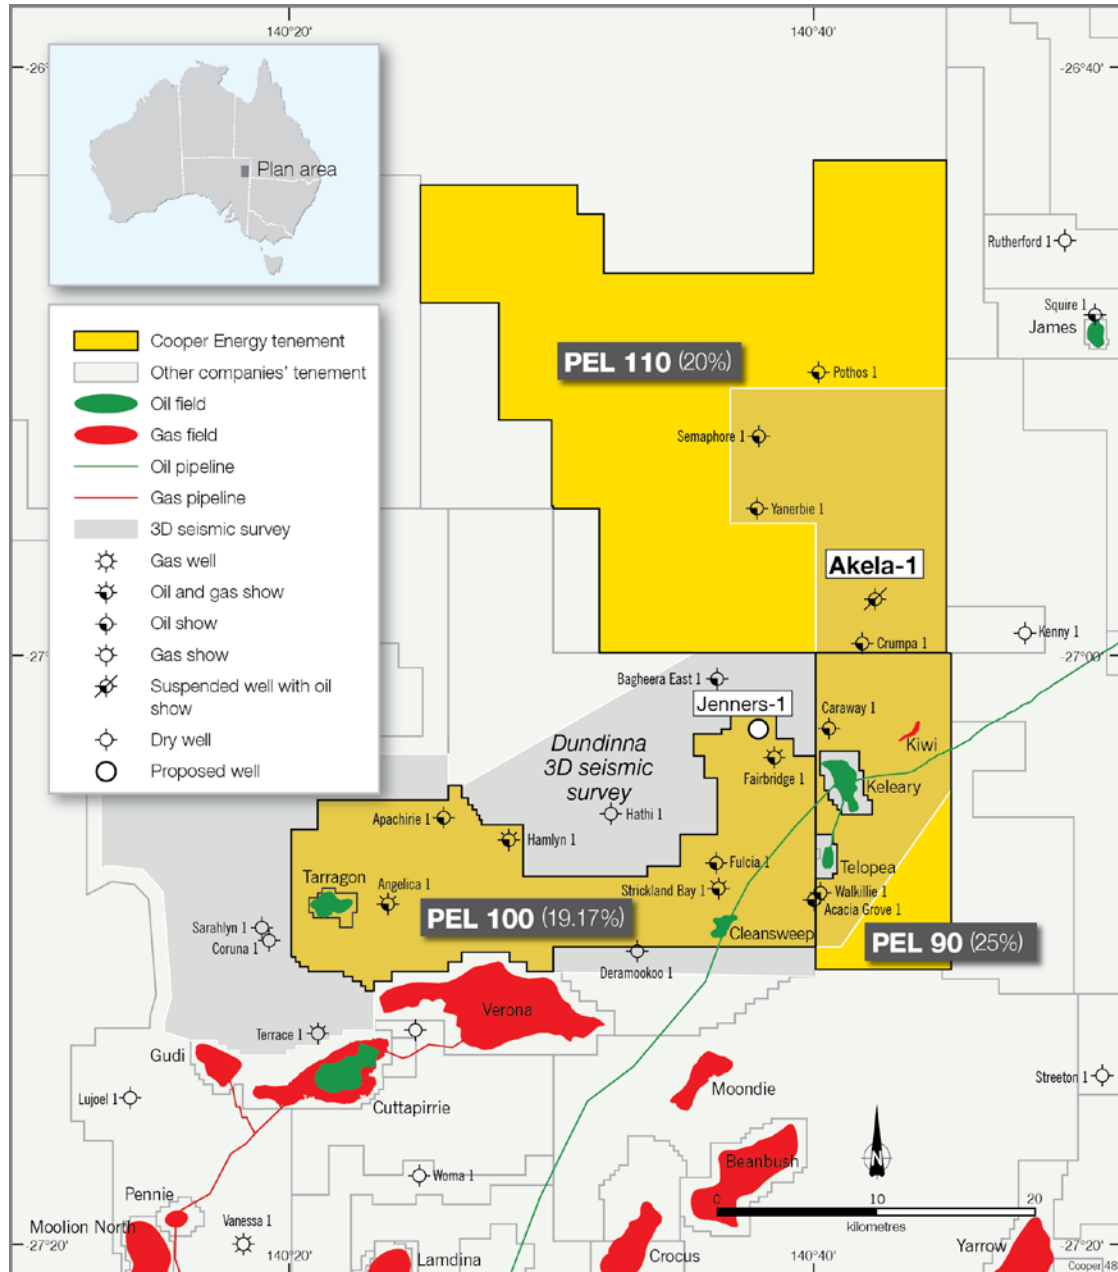 140°20'
140°40'
-26°
-26°40'
Plan area
Cooper Energy tenement
Other companies' tenement
Oil field
Gas field
Oil pipeline
Gas pipeline
3D seismic survey
Gas well
Oil and gas show
Oil show
Gas show
Suspended well with oil
show
Dry well
Proposed well
Rutherford 1
Squire 1
James
PEL 110 (20%)
Pothos 1
Semaphore 1
Yanerbie 1
Akela-1
Crumpa 1
Kenny 1
-27°
-27°00'
Bagheera East 1
Jenners-1
Caraway 1
Kiwi
Dundinna
3D seismic
survey
Fairbridge 1
Keleary
Hathi 1
Apachirie 1
Hamlyn 1
Telopea
Fulcia 1
Tarragon
Angelica 1
Strickland Bay 1
Walkillie 1
Acacia Grove 1
PEL 100 (19.17%)
Cleansweep
PEL 90 (25%)
Sarahlyn 1
Coruna 1
Deramookoo 1
Verona
Terrace 1
Gudi
Moondie
Streeton 1
Lujoel 1
Cuttapirrie
N
Beanbush
Woma 1
Pennie
0 10 20
kilometres
Vanessa 1
Moolion North
-27°20'
140°20'
Lamdina
Crocus
140°40'
Yarrow
-27°20'